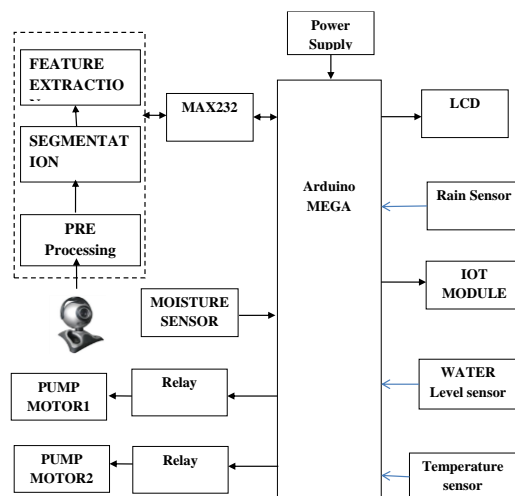 Power
Supply
FEATURE
EXTRACTIO
SEGMENTAT
ION
PRE
Processing
MAX232
Arduino
MEGA
LCD
Rain Sensor
IOT
MODULE
MOISTURE
SENSOR
WATER
Level sensor
PUMP
MOTOR1
Relay
PUMP
MOTOR2
Relay
Temperature
sensor